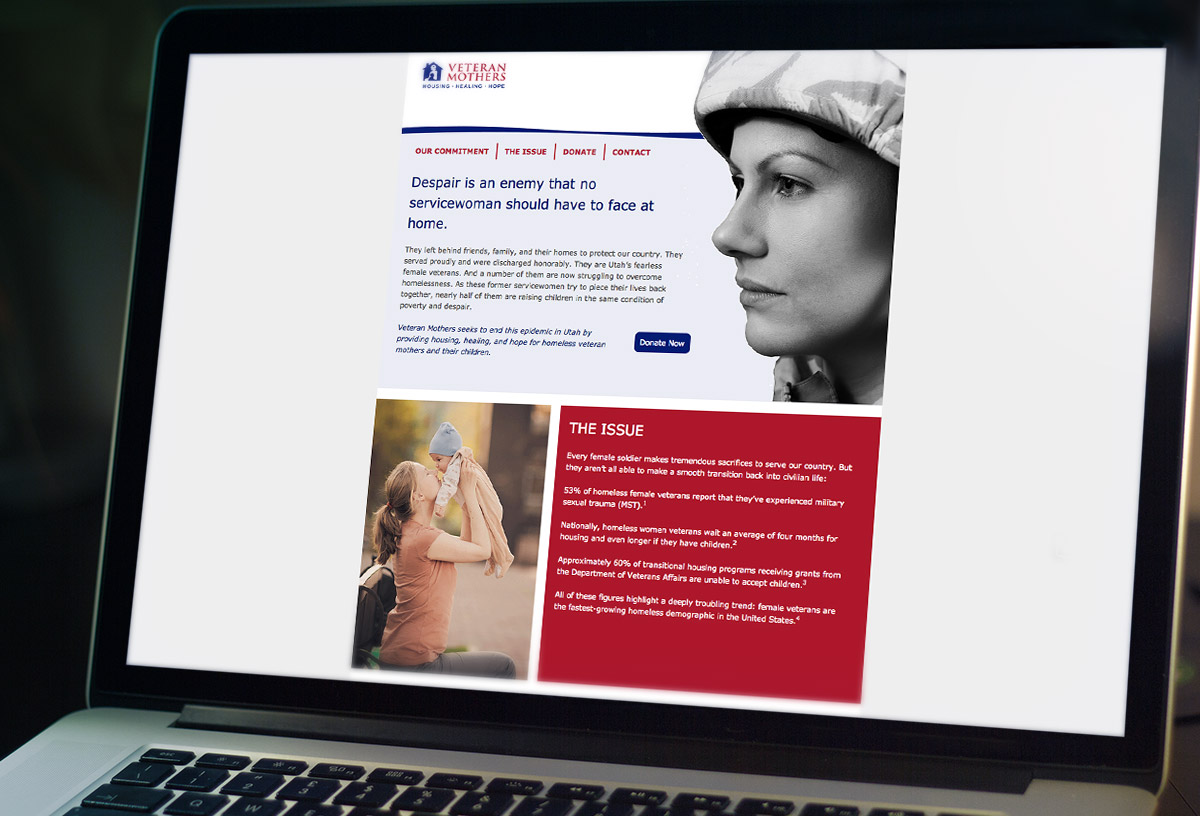 VETERAN
MOTHERS
HOUSING · HEALING · HOPE
OUR COMMITMENT | THE ISSUE | DONATE | CONTACT
Despair is an enemy that no
servicewoman should have to face at
home.
They left behind friends, family, and their homes to protect our country. They
served proudly and were discharged honorably. They are Utah's fearless
female veterans. And a number of them are now struggling to overcome
homelessness. As these former servicewomen try to piece their lives back
together, nearly half of them are raising children in the same condition of
poverty and despair.
Veteran Mothers seeks to end this epidemic in Utah by
providing housing, healing, and hope for homeless veteran
mothers and their children.
Donate Now
THE ISSUE
Every female soldier makes tremendous sacrifices to serve our country. But
they aren't all able to make a smooth transition back into civilian life:
53% of homeless female veterans report that they've experienced military
sexual trauma (MST).1
Nationally, homeless women veterans wait an average of four months for
housing and even longer if they have children.2
Approximately 60% of transitional housing programs receiving grants from
the Department of Veterans Affairs are unable to accept children.3
All of these figures highlight a deeply troubling trend: female veterans are
the fastest-growing homeless demographic in the United States.4
esc
Q W